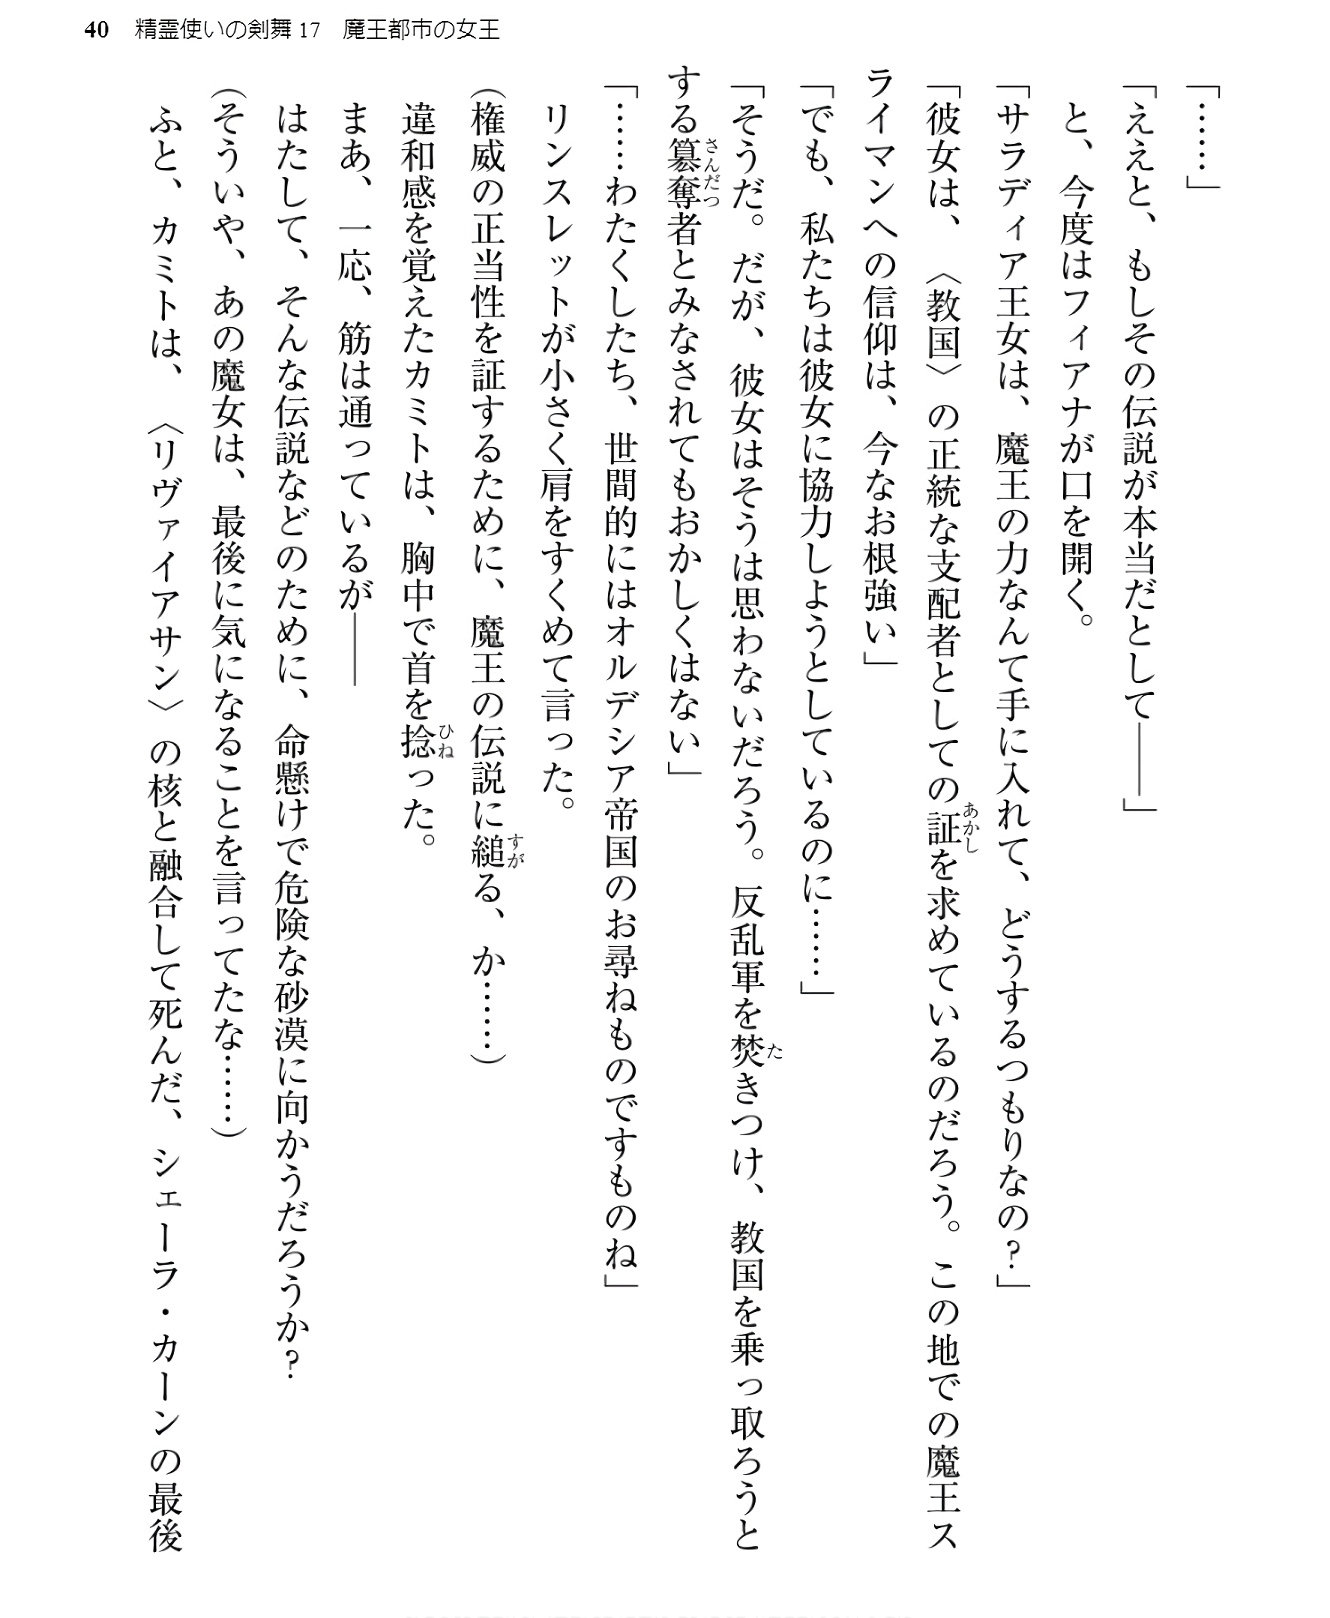 40　精霊使いの剣舞 17　魔王都市の女王
「……」
「ええと、もしその伝説が本当だとして――」
と、今度はフィアナが口を開く。
「サラディア王女は、魔王の力なんて手に入れて、どうするつもりなの？」
「彼女は、〈教国〉の正統な支配者としての証を求めているのだろう。この地での魔王ス
あかし
ライマンへの信仰は、今なお根強い」
「でも、私たちは彼女に協力しようとしているのに……」
「そうだ。だが、彼女はそうは思わないだろう。反乱軍を焚きつけ、教国を乗っ取ろうと
た
する簒奪者とみなされてもおかしくはない」
さんだつ
「……わたくしたち、世間的にはオルデシア帝国のお尋ねものですものね」
リンスレットが小さく肩をすくめて言った。
（権威の正当性を証するために、魔王の伝説に縋る、か……）
すが
違和感を覚えたカミトは、胸中で首を捻った。
ひね
まあ、一応、筋は通っているが――
はたして、そんな伝説などのために、命懸けで危険な砂漠に向かうだろうか？
（そういや、あの魔女は、最後に気になることを言ってたな……）
ふと、カミトは、〈リヴァイアサン〉の核と融合して死んだ、シェーラ・カーンの最後